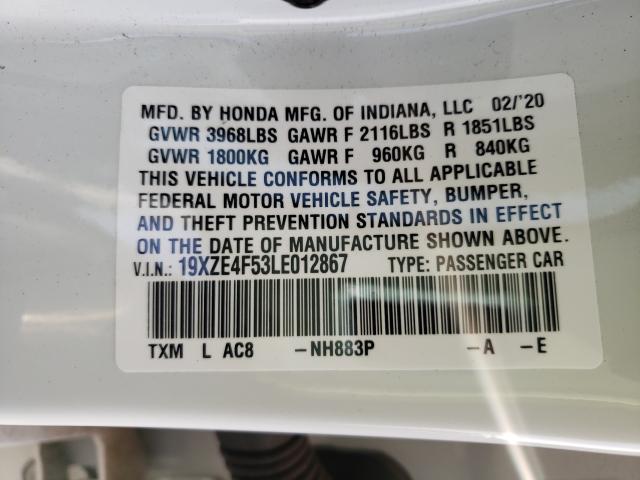 MFD. BY HONDA MFG. OF INDIANA, LLC 02/'20
GVWR 3968LBS GAWR F 2116LBS R 1851LBS
GVWR 1800KG GAWR F 960KG R 840KG
THIS VEHICLE CONFORMS TO ALL APPLICABLE
FEDERAL MOTOR VEHICLE SAFETY, BUMPER,
AND THEFT PREVENTION STANDARDS IN EFFECT
ON THE DATE OF MANUFACTURE SHOWN ABOVE.
V.I.N.: 19XZE4F53LE012867 TYPE: PASSENGER CAR
TXM L AC8 -NH883P -A -E